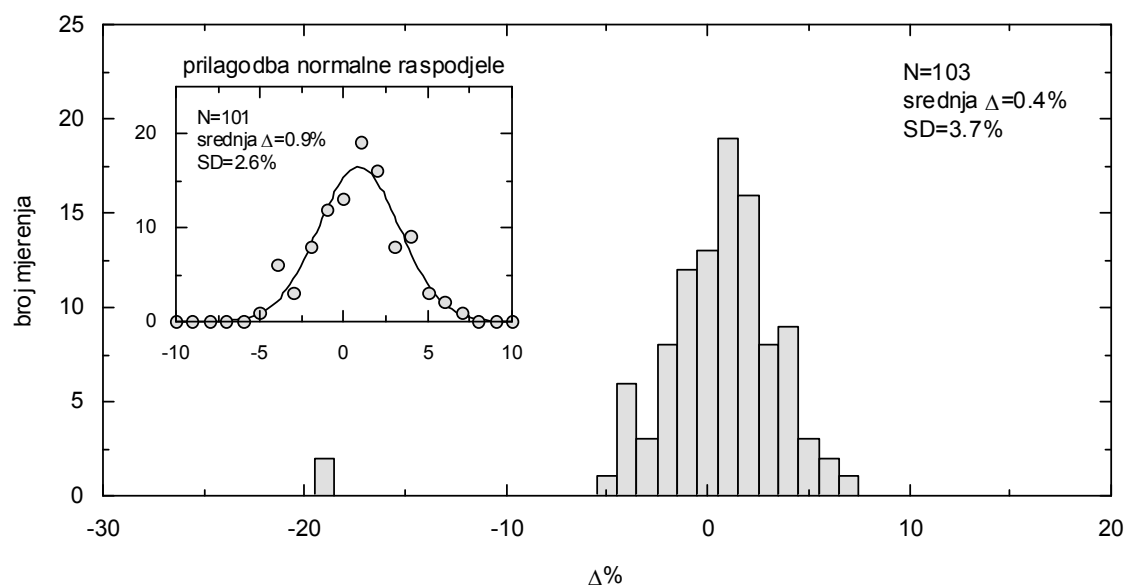 25
20
15
10
5
0
broj mjerenja
-30
-20
-10
0
10
20
Δ%
N=103
srednja Δ=0.4%
SD=3.7%
prilagodba normalne raspodjele
N=101
srednja Δ=0.9%
SD=2.6%
20
10
0
-10
-5
0
5
10